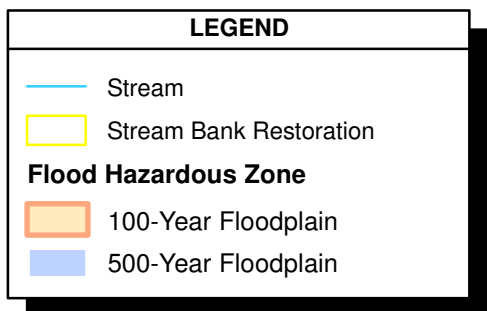 LEGEND
Stream
Stream Bank Restoration
Flood Hazardous Zone
100-Year Floodplain
500-Year Floodplain